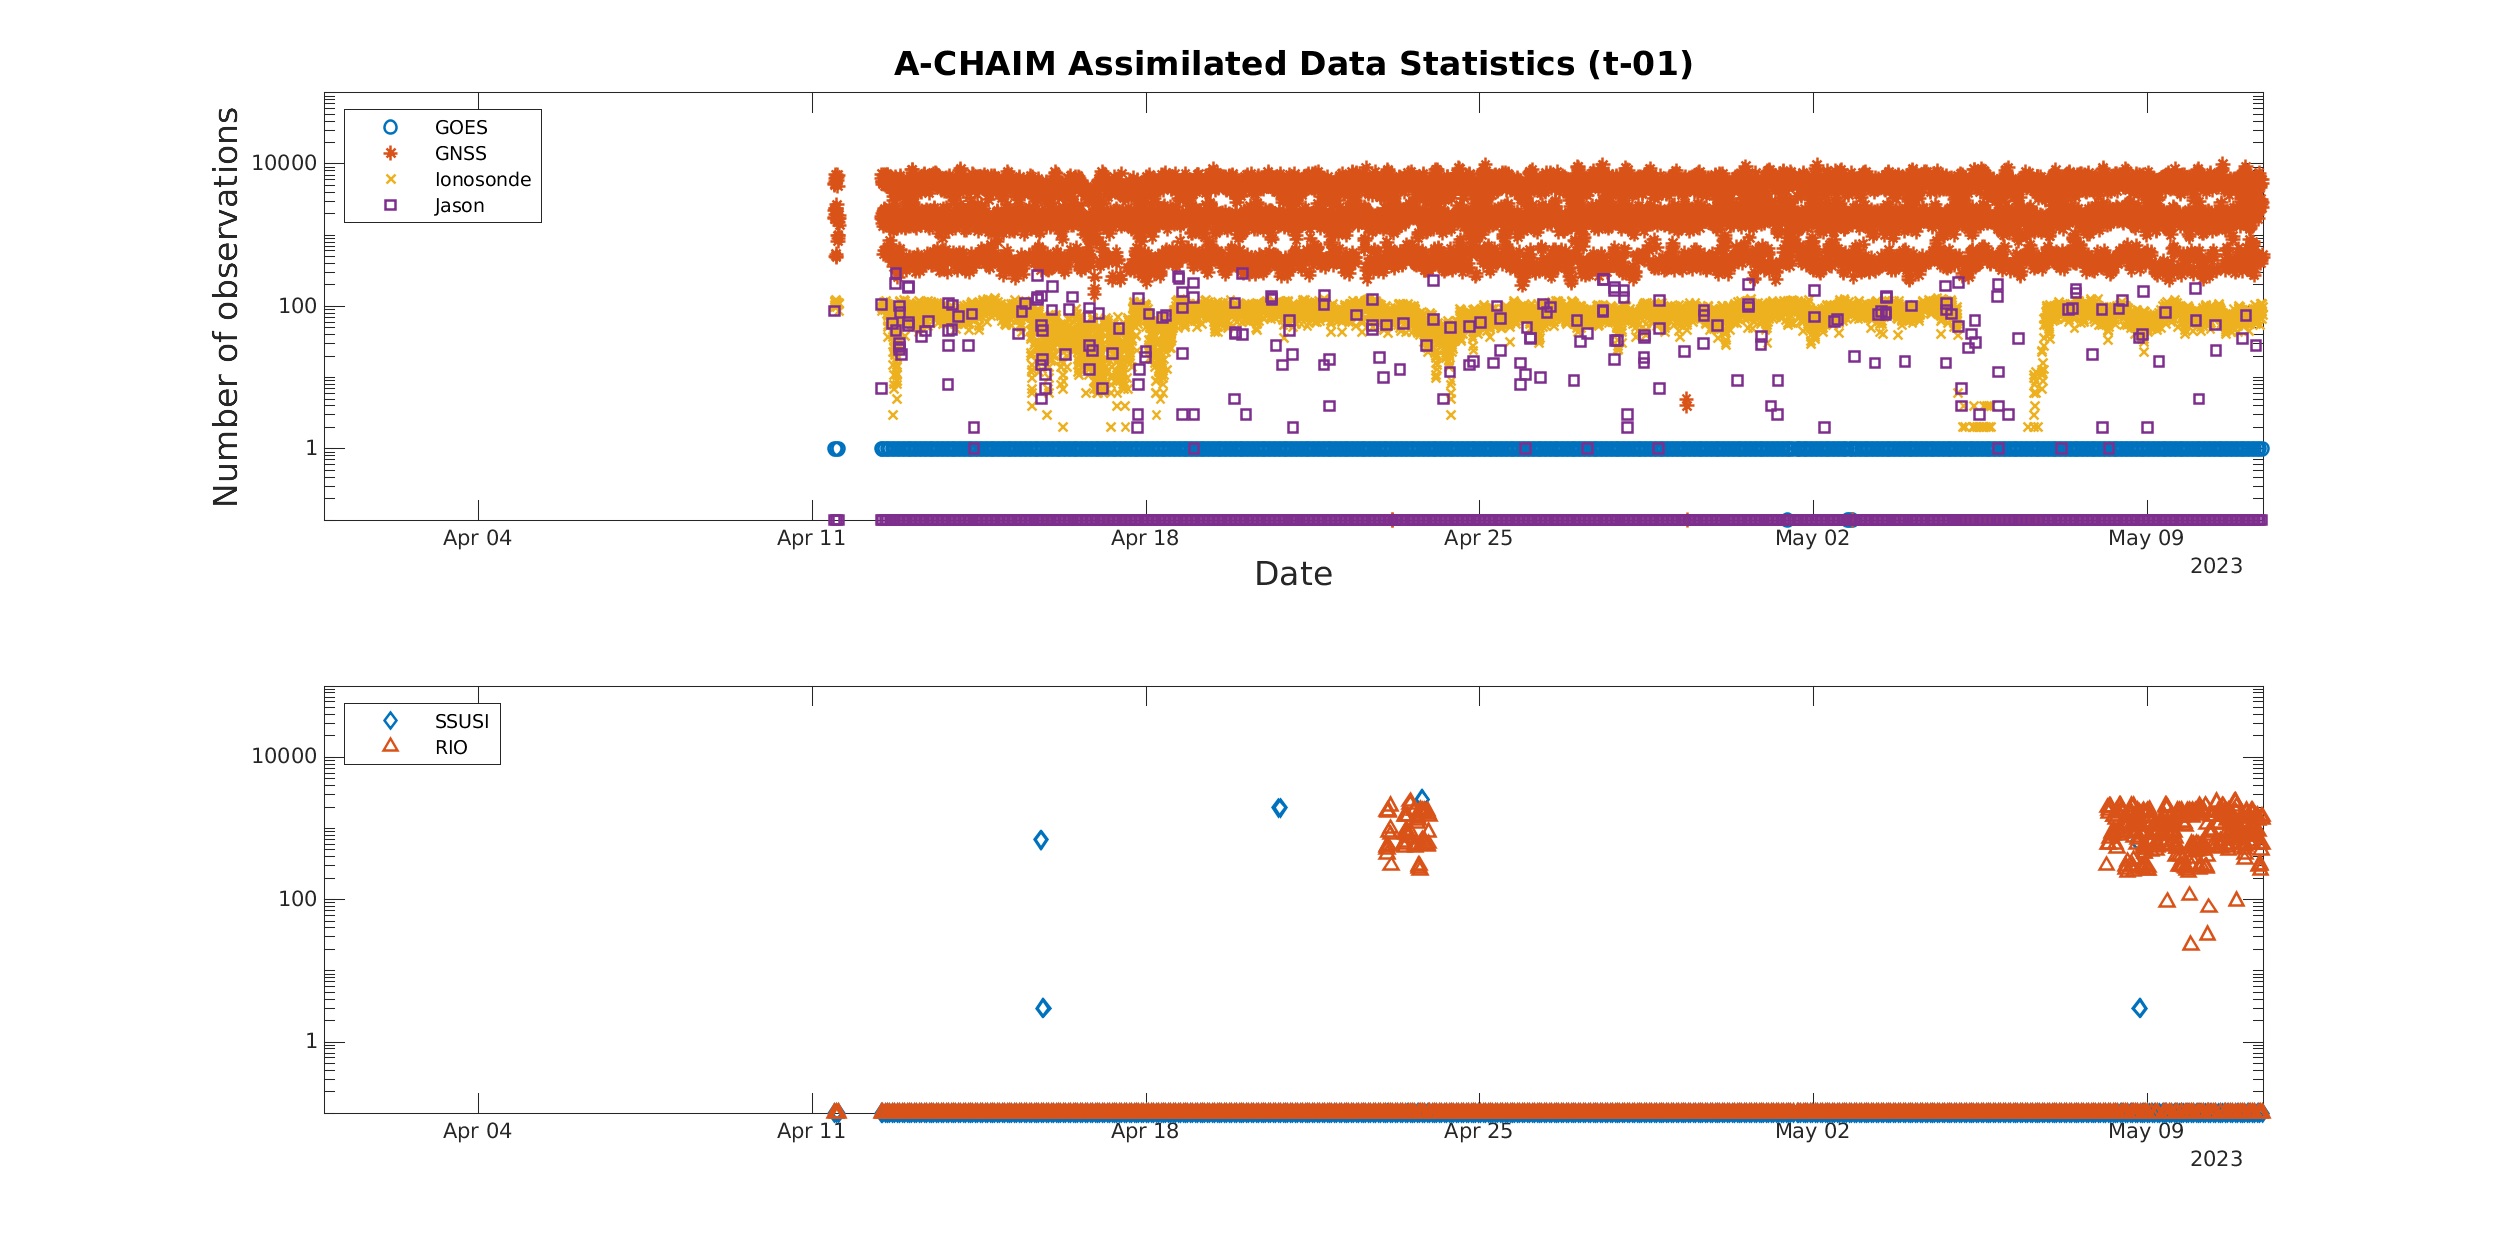 A-CHAIM Assimilated Data Statistics (t-01)
Number of observations
10000
100
1
GOES
GNSS
Ionosonde
Jason
Apr 04
Apr 11
Apr 18
Apr 25
May 02
May 09
2023
Date
10000
100
1
SSUSI
RIO
Apr 04
Apr 11
Apr 18
Apr 25
May 02
May 09
2023